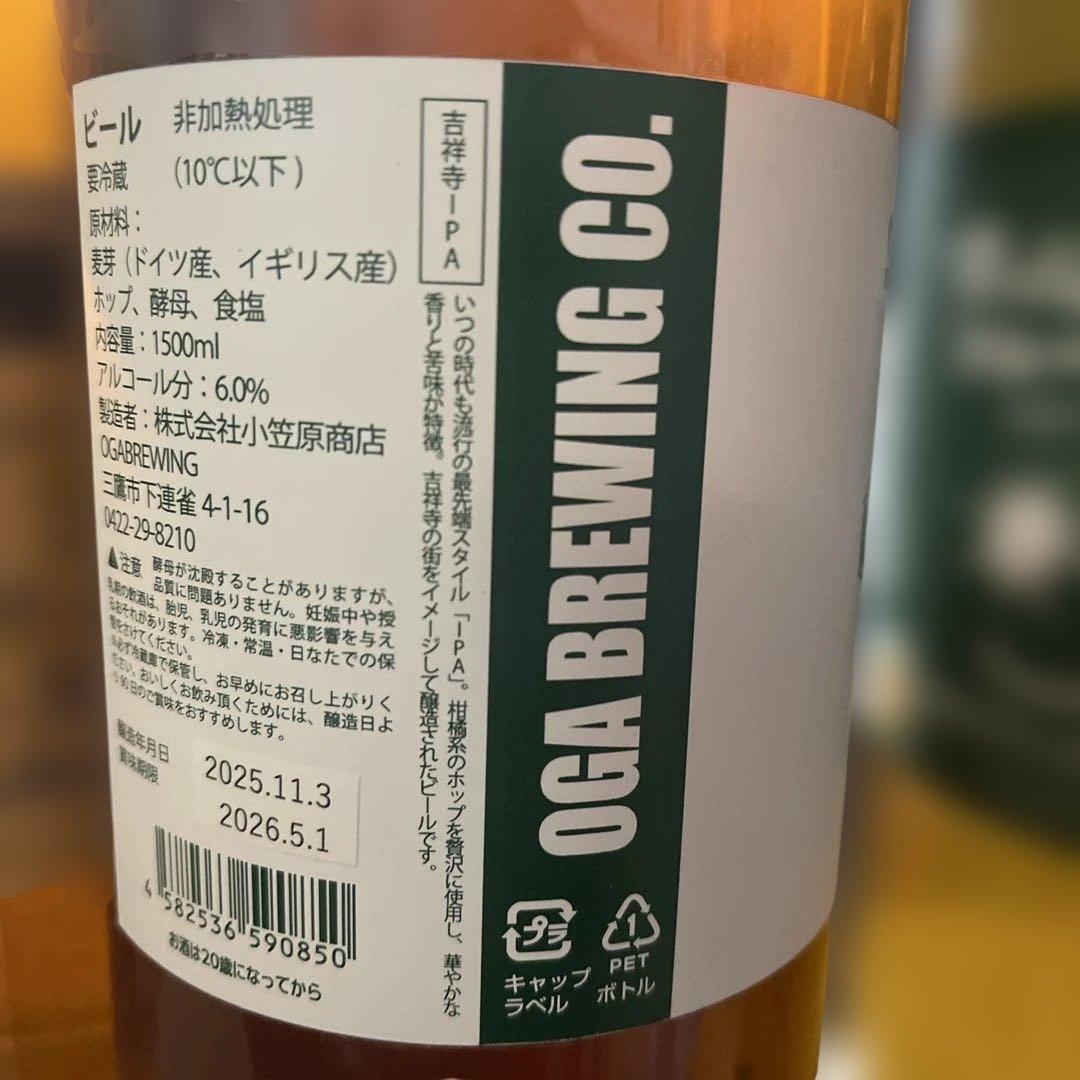 ビール 非加熱処理
要冷蔵 (10℃以下)
原材料:
麦芽(ドイツ産、イギリス産)
ホップ、酵母、食塩
内容量:1500ml
アルコール分:6.0%
製造者:株式会社小笠原商店
OGABREWING
三鷹市下連雀 4-1-16
0422-29-8210
注意 酵母が沈殿することがありますが、
品質に問題ありません。妊娠中や授
乳期の飲酒は、胎児、乳児の発育に悪影響を与え
るおそれがあります。冷凍・常温・日なたでの保
管をさけてください。
必ず冷蔵庫で保管し、お早めにお召し上がりく
ださい。おいしくお飲み頂くためには、醸造日よ
り90日のご賞味をおすすめします。
醸造年月日 2025.11.3
賞味期限 2026.5.1
4 582536 590850
お酒は20歳になってから
吉祥寺IPA
いつの時代も流行の最先端スタイル「IPA」。柑橘系のホップを贅沢に使用し、華やかな
香りと苦味が特徴。吉祥寺の街をイメージして醸造されたビールです。
OGA BREWING CO.
プラ
キャップ
ラベル
1
PET
ボトル